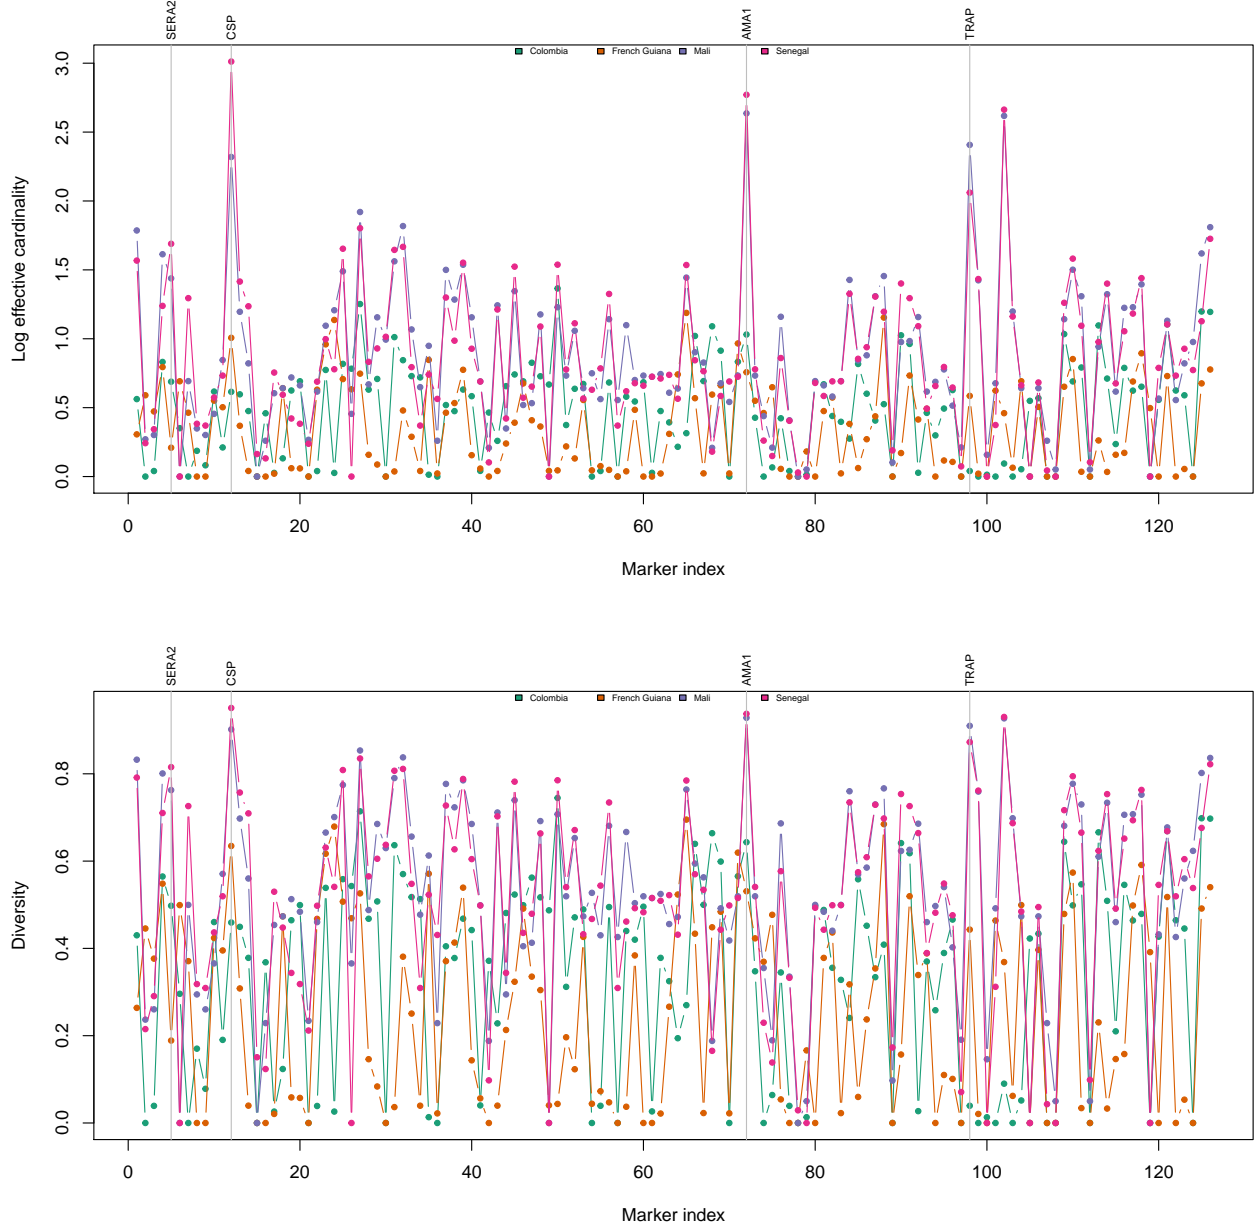 SERA2 CSP AMA1 TRAP
Colombia French Guiana Mali Senegal
3.0
2.5
2.0
1.5
1.0
0.5
0.0
Log effective cardinality
0 20 40 60 80 100 120
Marker index
SERA2 CSP AMA1 TRAP
Colombia French Guiana Mali Senegal
0.8
0.6
0.4
0.2
0.0
Diversity
0 20 40 60 80 100 120
Marker index